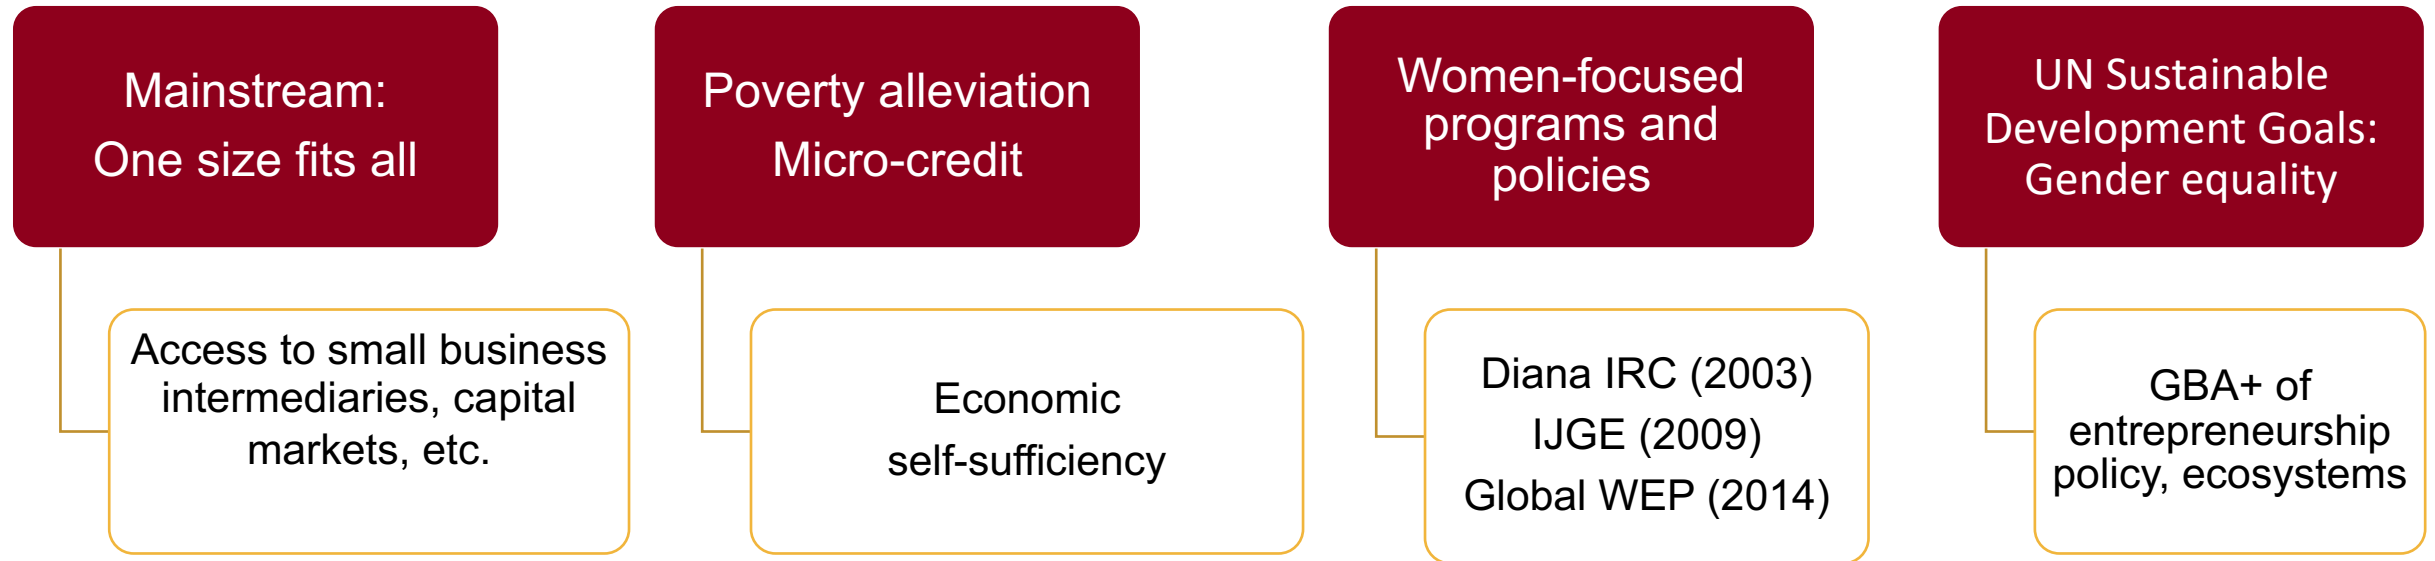 Mainstream:
One size fits all
Access to small business
intermediaries, capital
markets, etc.
Poverty alleviation
Micro-credit
Economic
self-sufficiency
Women-focused
programs and
policies
Diana IRC (2003)
IJGE (2009)
Global WEP (2014)
UN Sustainable
Development Goals:
Gender equality
GBA+ of
entrepreneurship
policy, ecosystems